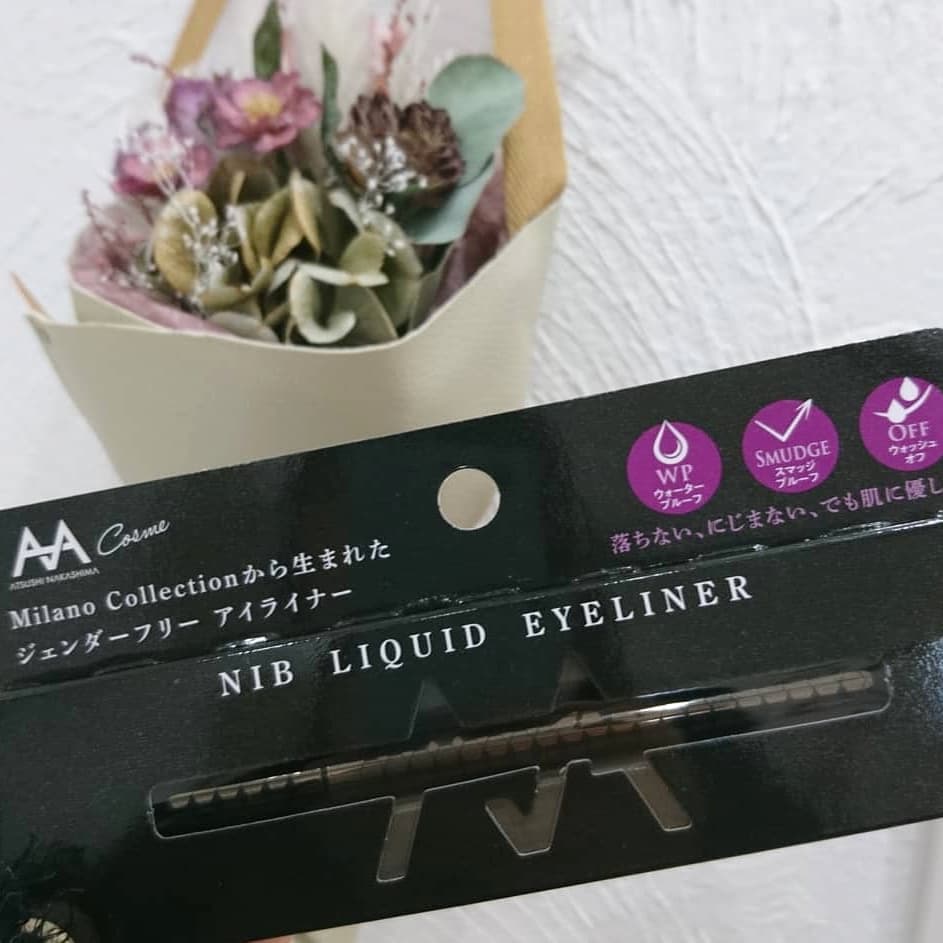 AA Cosme
ATSUSHI NAKASHIMA
Milano Collectionから生まれた
ジェンダーフリー アイライナー
WP
ウォーター
プルーフ
SMUDGE
スマッジ
プルーフ
OFF
ウォッシュ
オフ
落ちない、にじまない、でも肌に優し
NIB LIQUID EYELINER